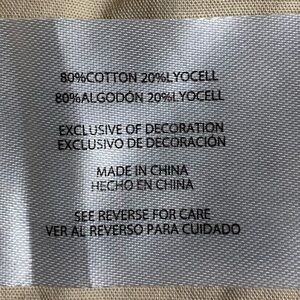 80%COTTON 20%LYOCELL
80%ALGODÓN 20%LYOCELL
EXCLUSIVE OF DECORATION
EXCLUSIVO DE DECORACIÓN
MADE IN CHINA
HECHO EN CHINA
SEE REVERSE FOR CARE
VER AL REVERSO PARA CUIDADO